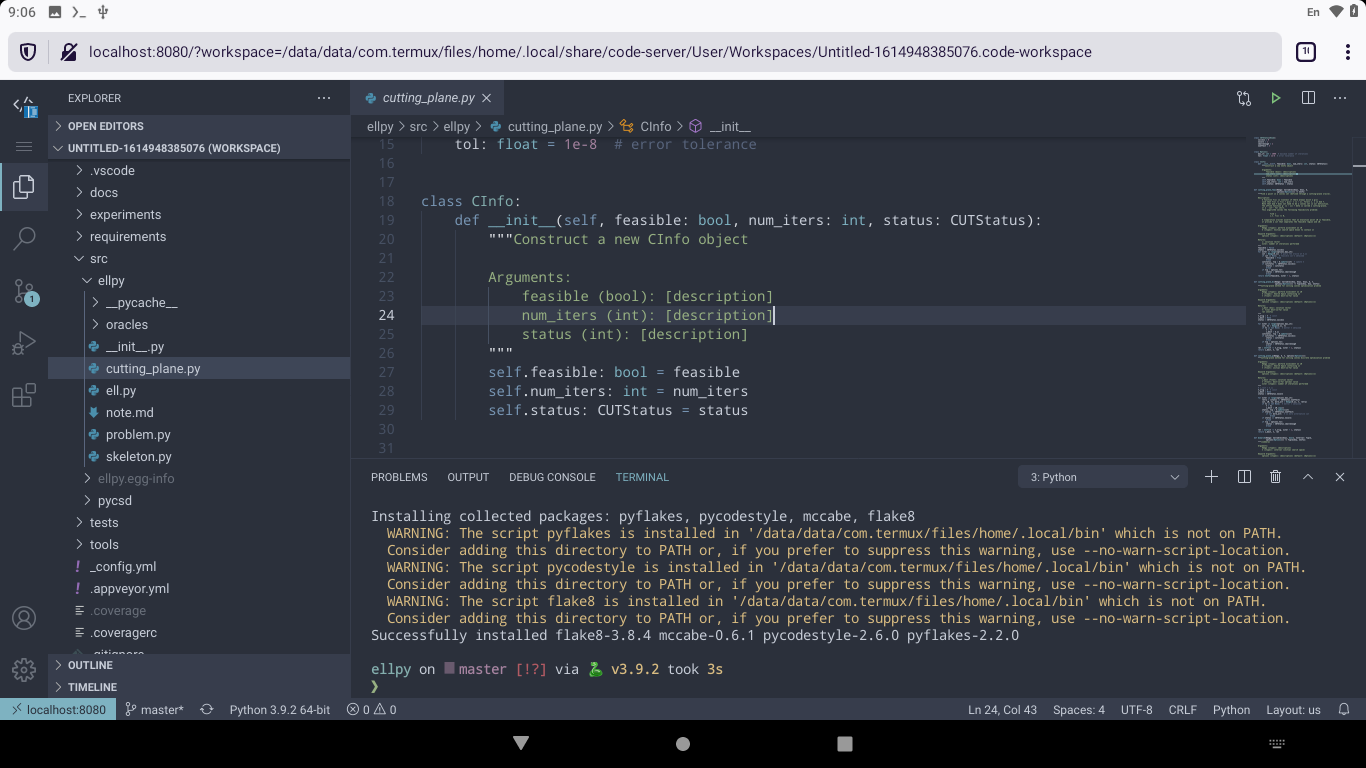 9:06
En
localhost:8080/?workspace=/data/data/com.termux/files/home/.local/share/code-server/User/Workspaces/Untitled-1614948385076.code-workspace
EXPLORER
OPEN EDITORS
UNTITLED-1614948385076 (WORKSPACE)
.vscode
docs
experiments
requirements
src
ellpy
__pycache__
oracles
__init__.py
cutting_plane.py
ell.py
note.md
problem.py
skeleton.py
ellpy.egg-info
pycsd
tests
tools
! _config.yml
! .appveyor.yml
.coverage
.coveragerc
.gitignore
OUTLINE
TIMELINE
1
cutting_plane.py
ellpy > src > ellpy > cutting_plane.py > CInfo > __init__
15 tol: float = 1e-8 # error tolerance
16
17
18 class CInfo:
19 def __init__(self, feasible: bool, num_iters: int, status: CUTStatus):
20 """Construct a new CInfo object
21
22 Arguments:
23 feasible (bool): [description]
24 num_iters (int): [description]
25 status (int): [description]
26 """
27 self.feasible: bool = feasible
28 self.num_iters: int = num_iters
29 self.status: CUTStatus = status
30
31
PROBLEMS OUTPUT DEBUG CONSOLE TERMINAL 3: Python
Installing collected packages: pyflakes, pycodestyle, mccabe, flake8
WARNING: The script pyflakes is installed in '/data/data/com.termux/files/home/.local/bin' which is not on PATH.
Consider adding this directory to PATH or, if you prefer to suppress this warning, use --no-warn-script-location.
WARNING: The script pycodestyle is installed in '/data/data/com.termux/files/home/.local/bin' which is not on PATH.
Consider adding this directory to PATH or, if you prefer to suppress this warning, use --no-warn-script-location.
WARNING: The script flake8 is installed in '/data/data/com.termux/files/home/.local/bin' which is not on PATH.
Consider adding this directory to PATH or, if you prefer to suppress this warning, use --no-warn-script-location.
Successfully installed flake8-3.8.4 mccabe-0.6.1 pycodestyle-2.6.0 pyflakes-2.2.0
ellpy on master [!?] via 🐍 v3.9.2 took 3s
❯
localhost:8080 master* Python 3.9.2 64-bit 0 0 Ln 24, Col 43 Spaces: 4 UTF-8 CRLF Python Layout: us